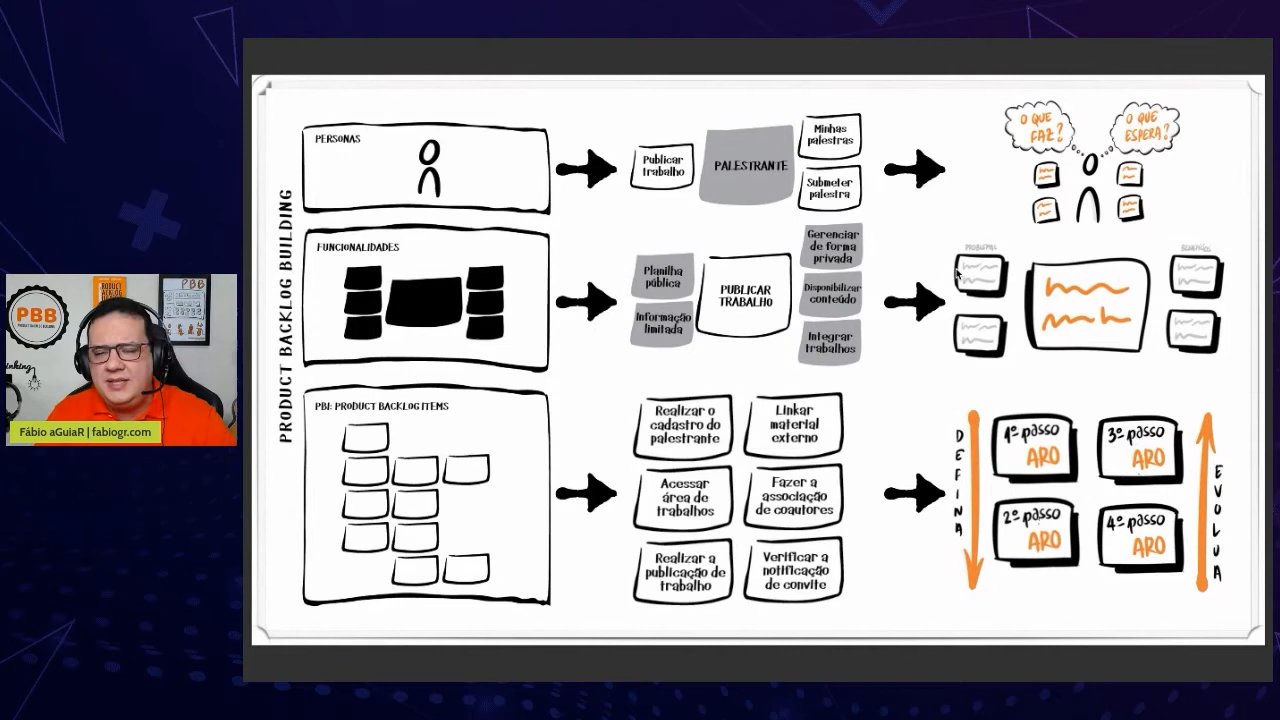 PRODUCT BACKLOG BUILDING
PERSONAS
Publicar
trabalho
PALESTRANTE
Minhas
palestras
Submeter
palestra
O QUE
FAZ?
O QUE
ESPERA?
FUNCIONALIDADES
Planilha
pública
Informação
limitada
PUBLICAR
TRABALHO
Gerenciar
de forma
privada
Disponibilizar
conteúdo
Integrar
trabalhos
PBI: PRODUCT BACKLOG ITEMS
Realizar o
cadastro do
palestrante
Linkar
material
externo
Acessar
área de
trabalhos
Fazer a
associação
de coautores
Realizar a
publicação de
trabalho
Verificar a
notificação
de convite
DEFINA
1º passo
ARO
3º passo
ARO
2º passo
ARO
4º passo
ARO
EVOLUA
PBB
PRODUCT
BACKLOG
PBB
Fábio aGuiaR | fabiogr.com